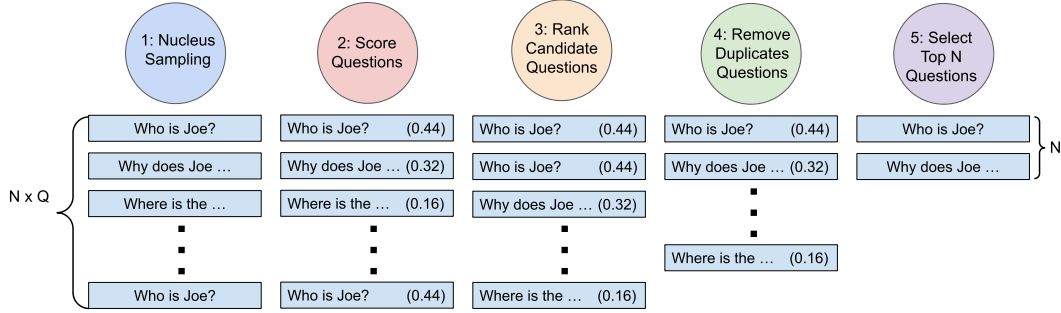 1: Nucleus
Sampling
2: Score
Questions
3: Rank
Candidate
Questions
4: Remove
Duplicates
Questions
5: Select
Top N
Questions
Who is Joe?
Who is Joe? (0.44)
Who is Joe? (0.44)
Who is Joe? (0.44)
Who is Joe?
Why does Joe …
Why does Joe … (0.32)
Who is Joe? (0.44)
Why does Joe … (0.32)
Why does Joe …
N
N x Q
Where is the …
Where is the … (0.16)
Why does Joe … (0.32)
Where is the … (0.16)
Who is Joe?
Who is Joe? (0.44)
Where is the … (0.16)